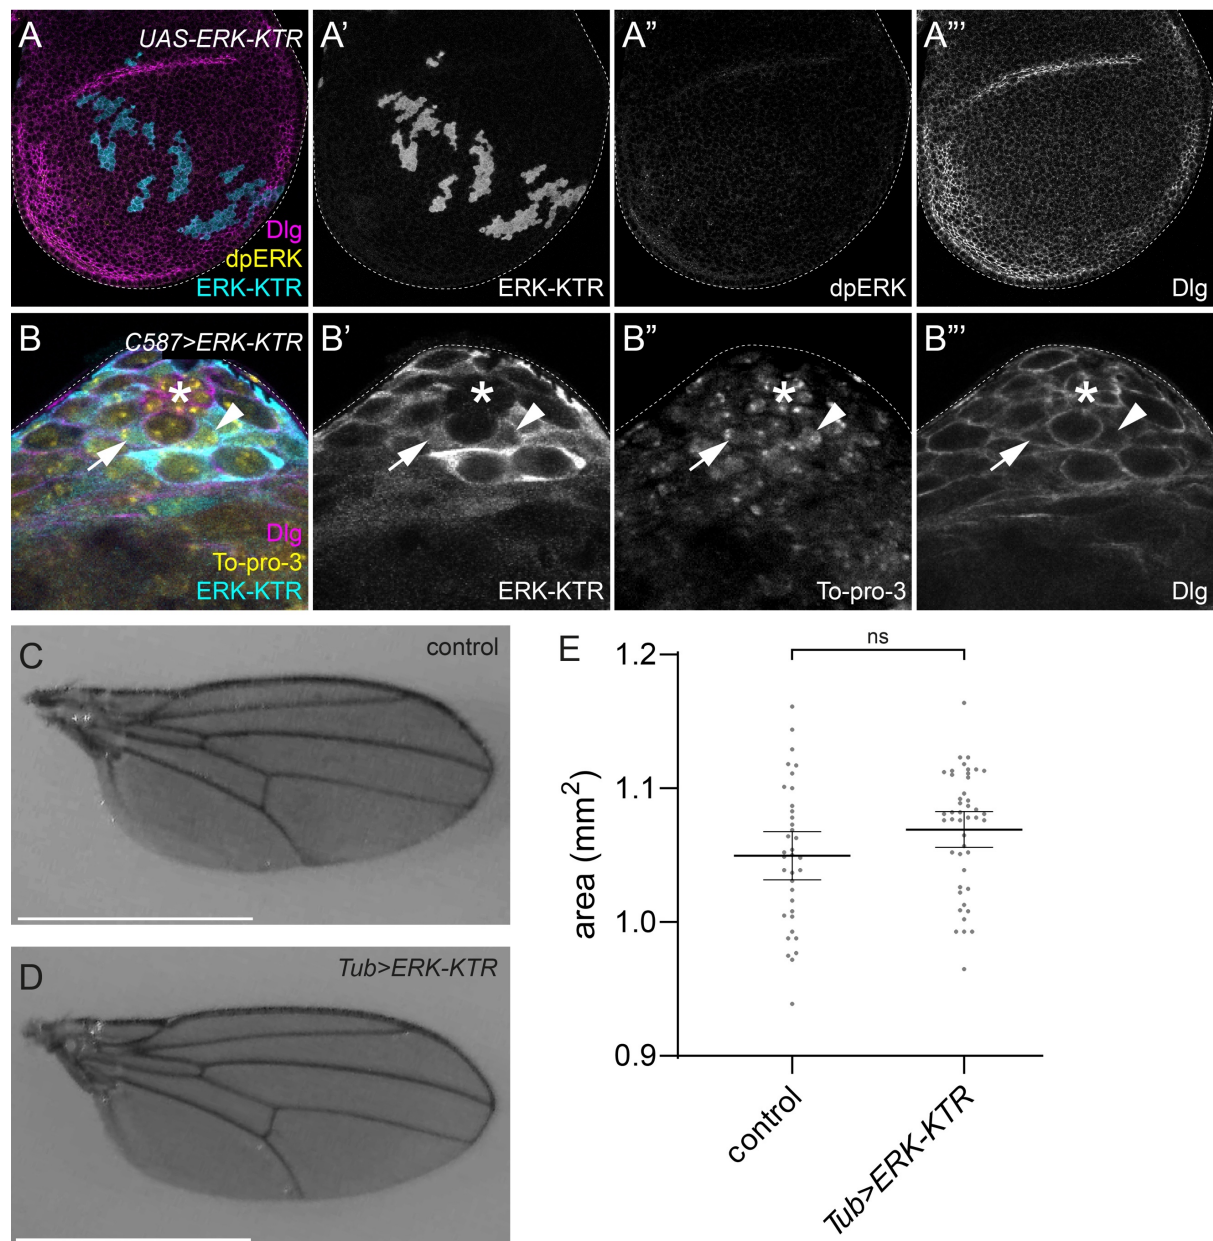 A
UAS-ERK-KTR
Dlg
dpERK
ERK-KTR
A'
ERK-KTR
A''
dpERK
A'''
Dlg
B
C587>ERK-KTR
*
Dlg
To-pro-3
ERK-KTR
B'
*
ERK-KTR
B''
*
To-pro-3
B'''
*
Dlg
C
control
D
Tub>ERK-KTR
E
ns
area (mm²)
1.2
1.1
1.0
0.9
control
Tub>ERK-KTR